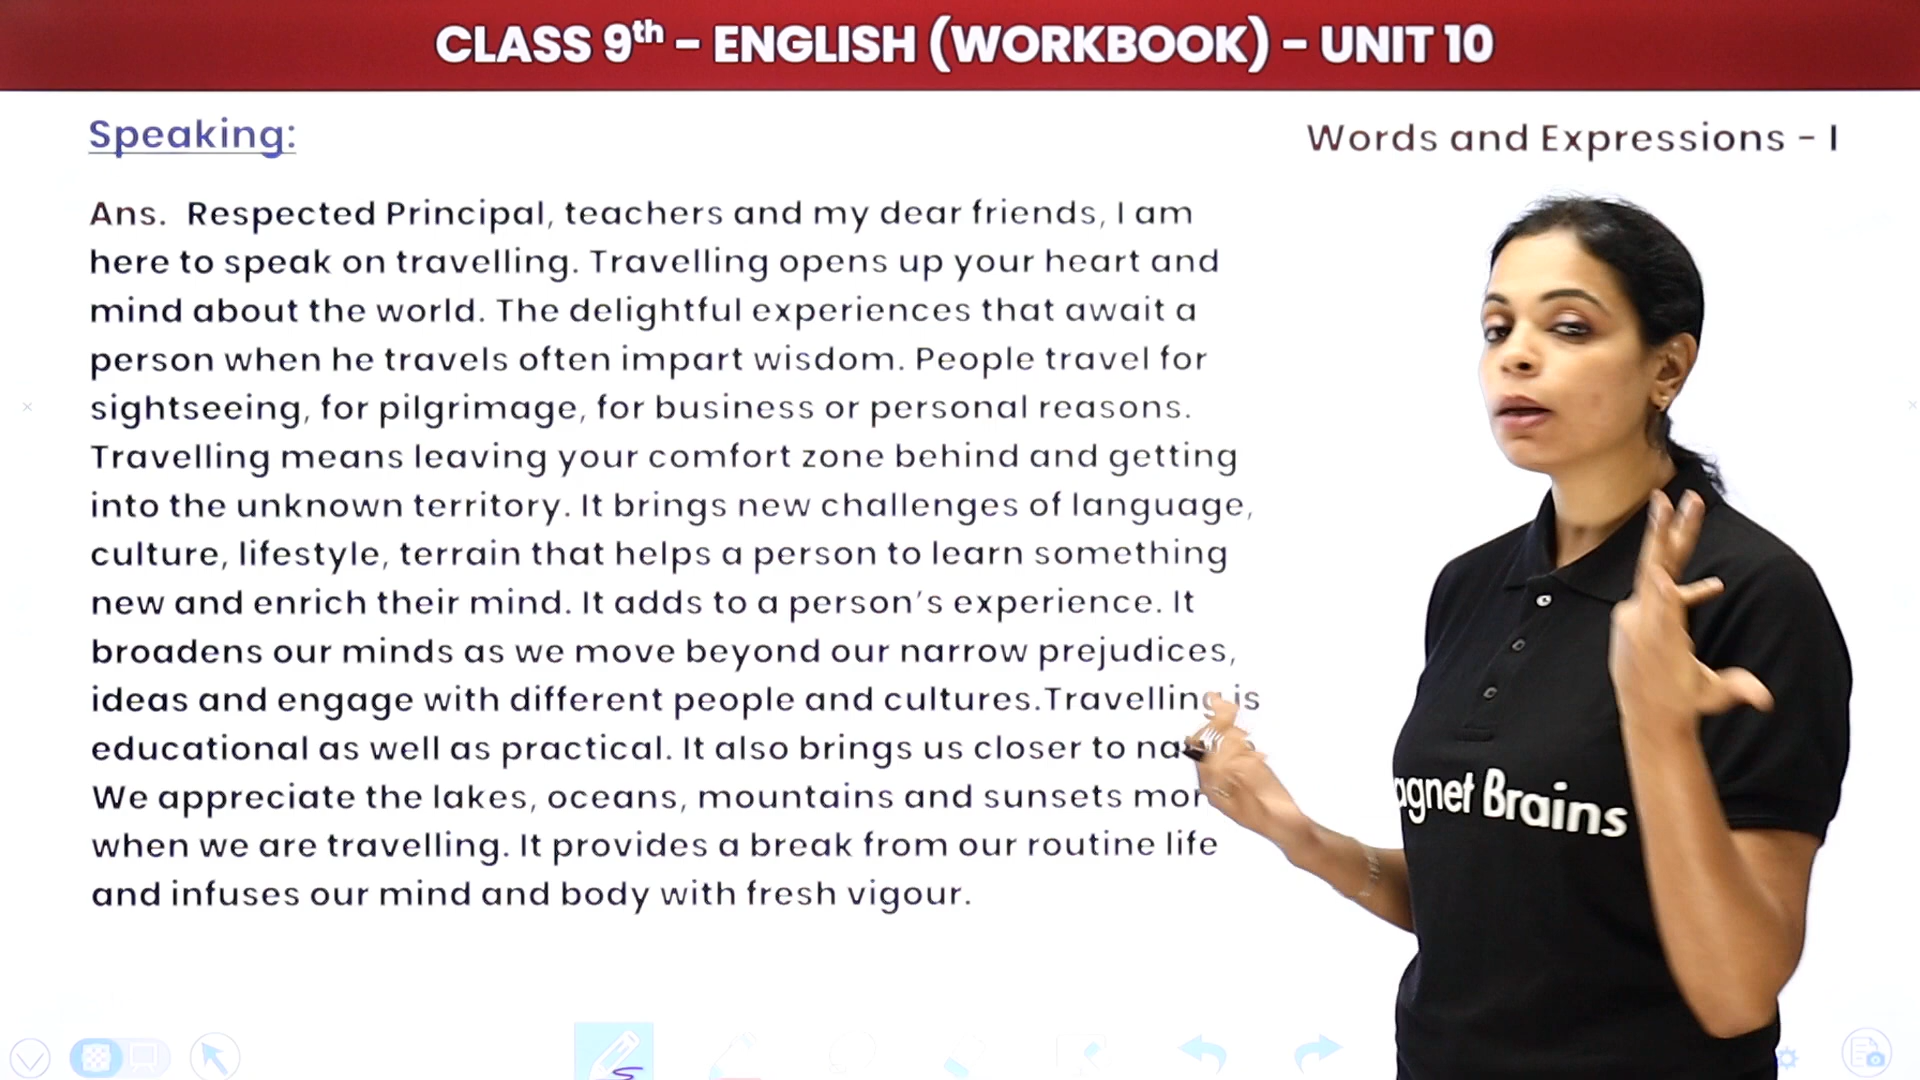 CLASS 9th - ENGLISH (WORKBOOK) - UNIT 10
Speaking:
Words and Expressions - I
Ans. Respected Principal, teachers and my dear friends, I am
here to speak on travelling. Travelling opens up your heart and
mind about the world. The delightful experiences that await a
person when he travels often impart wisdom. People travel for
sightseeing, for pilgrimage, for business or personal reasons.
Travelling means leaving your comfort zone behind and getting
into the unknown territory. It brings new challenges of language,
culture, lifestyle, terrain that helps a person to learn something
new and enrich their mind. It adds to a person's experience. It
broadens our minds as we move beyond our narrow prejudices,
ideas and engage with different people and cultures.Travelling is
educational as well as practical. It also brings us closer to
We appreciate the lakes, oceans, mountains and sunsets
when we are travelling. It provides a break from our routine life
and infuses our mind and body with fresh vigour.
agnet Brains